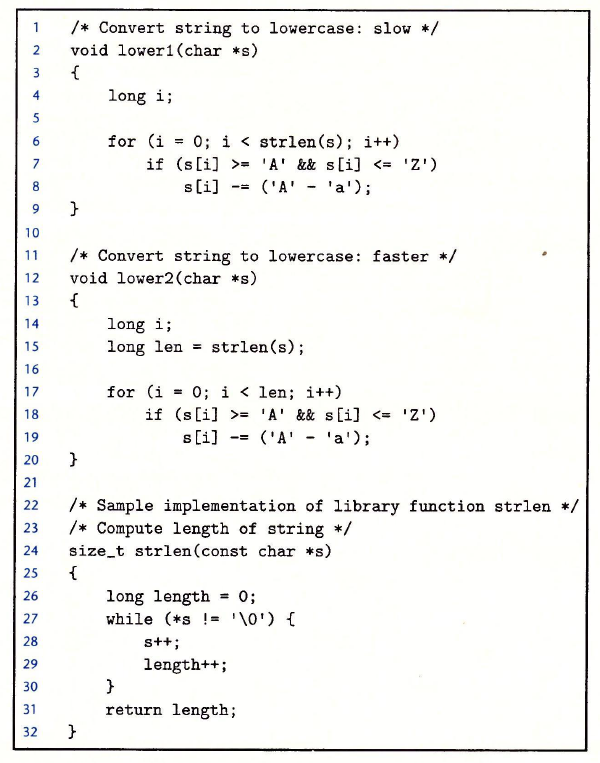 1 /* Convert string to lowercase: slow */
2 void lower1(char *s)
3 {
4     long i;
5
6     for (i = 0; i < strlen(s); i++)
7         if (s[i] >= 'A' && s[i] <= 'Z')
8             s[i] -= ('A' - 'a');
9 }
10
11 /* Convert string to lowercase: faster */
12 void lower2(char *s)
13 {
14     long i;
15     long len = strlen(s);
16
17     for (i = 0; i < len; i++)
18         if (s[i] >= 'A' && s[i] <= 'Z')
19             s[i] -= ('A' - 'a');
20 }
21
22 /* Sample implementation of library function strlen */
23 /* Compute length of string */
24 size_t strlen(const char *s)
25 {
26     long length = 0;
27     while (*s != '\0') {
28         s++;
29         length++;
30     }
31     return length;
32 }